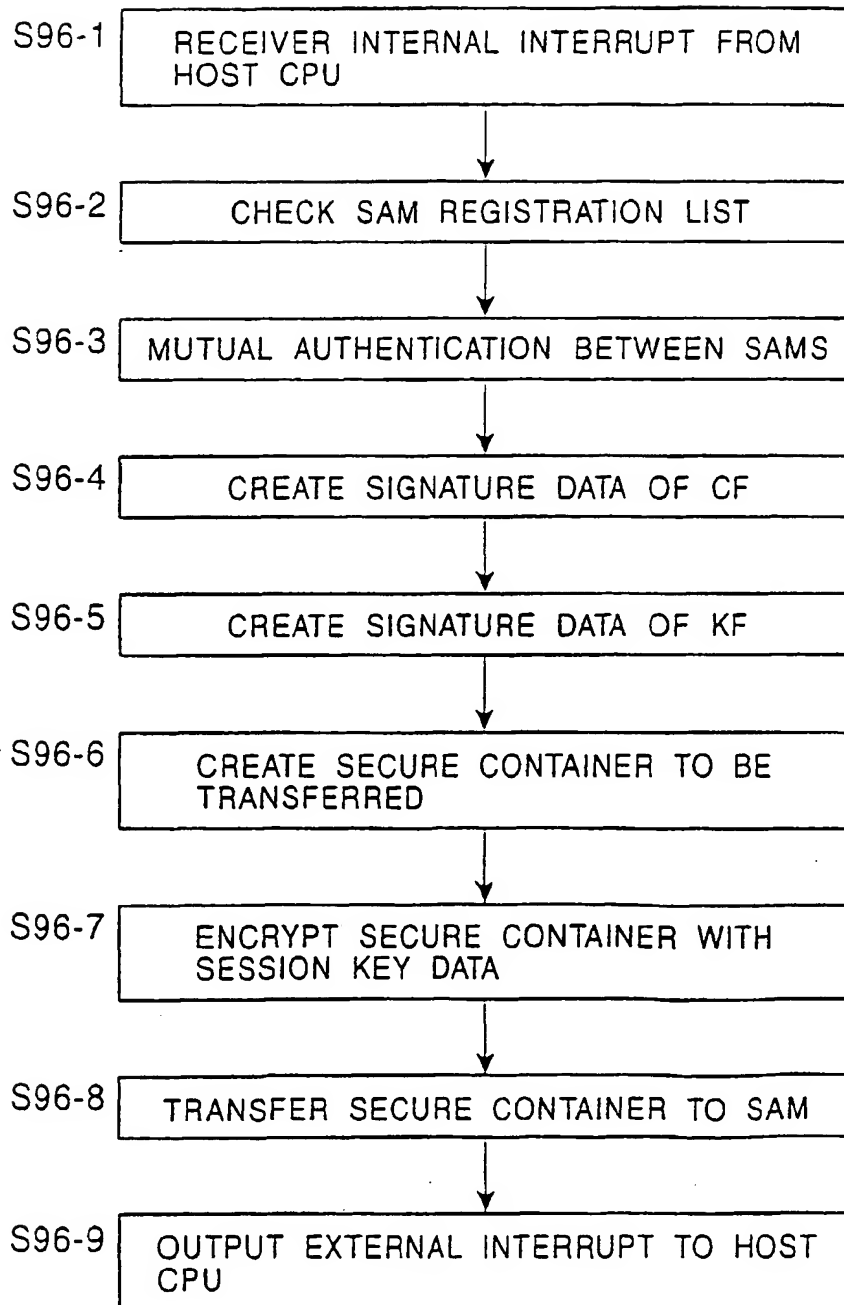 S96-1 RECEIVER INTERNAL INTERRUPT FROM
HOST CPU
S96-2 CHECK SAM REGISTRATION LIST
S96-3 MUTUAL AUTHENTICATION BETWEEN SAMS
S96-4 CREATE SIGNATURE DATA OF CF
S96-5 CREATE SIGNATURE DATA OF KF
S96-6 CREATE SECURE CONTAINER TO BE
TRANSFERRED
S96-7 ENCRYPT SECURE CONTAINER WITH
SESSION KEY DATA
S96-8 TRANSFER SECURE CONTAINER TO SAM
S96-9 OUTPUT EXTERNAL INTERRUPT TO HOST
CPU